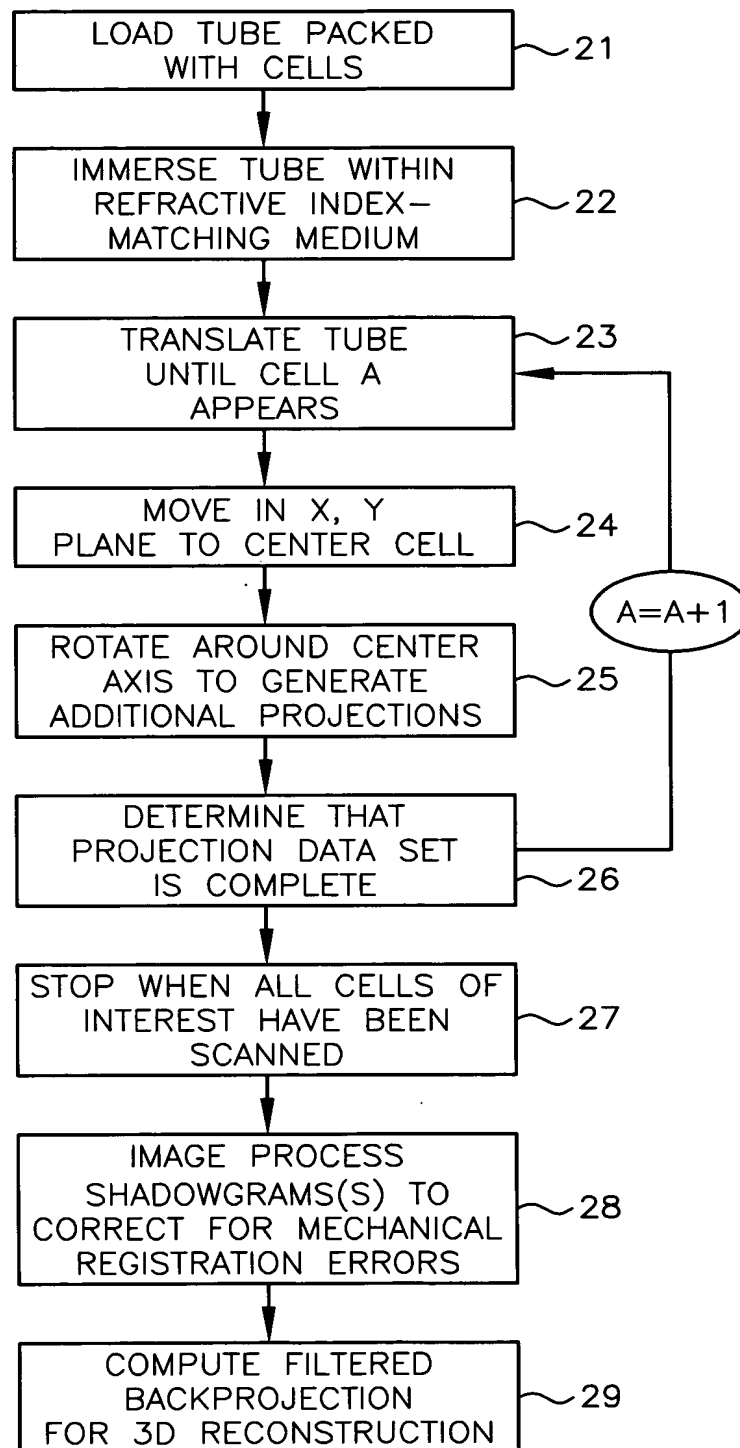 LOAD TUBE PACKED
WITH CELLS
21
IMMERSE TUBE WITHIN
REFRACTIVE INDEX-
MATCHING MEDIUM
22
TRANSLATE TUBE
UNTIL CELL A
APPEARS
23
MOVE IN X, Y
PLANE TO CENTER CELL
24
A=A+1
ROTATE AROUND CENTER
AXIS TO GENERATE
ADDITIONAL PROJECTIONS
25
DETERMINE THAT
PROJECTION DATA SET
IS COMPLETE
26
STOP WHEN ALL CELLS OF
INTEREST HAVE BEEN
SCANNED
27
IMAGE PROCESS
SHADOWGRAMS(S) TO
CORRECT FOR MECHANICAL
REGISTRATION ERRORS
28
COMPUTE FILTERED
BACKPROJECTION
FOR 3D RECONSTRUCTION
29